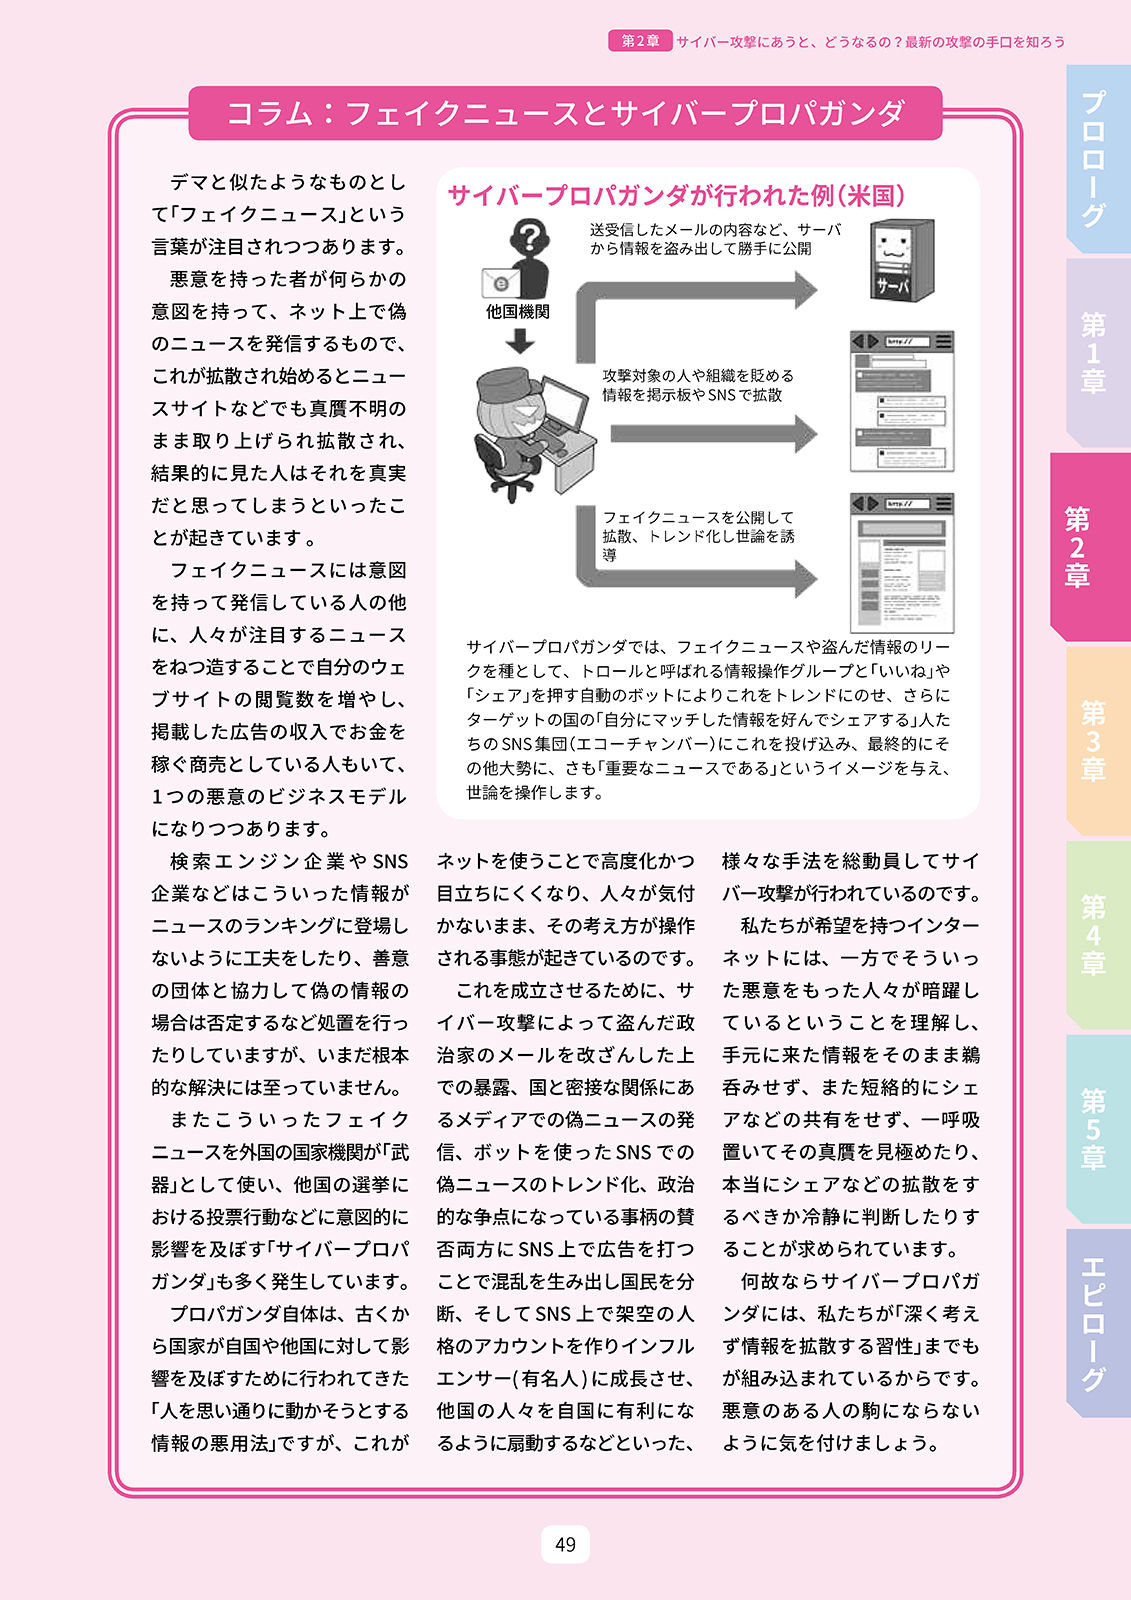 第2章 サイバー攻撃にあうと、どうなるの？最新の攻撃の手口を知ろう
コラム：フェイクニュースとサイバープロパガンダ
デマと似たようなものとし
て「フェイクニュース」という
言葉が注目されつつあります。
悪意を持った者が何らかの
意図を持って、ネット上で偽
のニュースを発信するもので、
これが拡散され始めるとニュー
スサイトなどでも真贋不明の
まま取り上げられ拡散され、
結果的に見た人はそれを真実
だと思ってしまうといったこ
とが起きています。
フェイクニュースには意図
を持って発信している人の他
に、人々が注目するニュース
をねつ造することで自分のウェ
ブサイトの閲覧数を増やし、
掲載した広告の収入でお金を
稼ぐ商売としている人もいて、
1つの悪意のビジネスモデル
になりつつあります。
検索エンジン企業やSNS
企業などはこういった情報が
ニュースのランキングに登場し
ないように工夫をしたり、善意
の団体と協力して偽の情報の
場合は否定するなど処置を行っ
たりしていますが、いまだ根本
的な解決には至っていません。
またこういったフェイク
ニュースを外国の国家機関が「武
器」として使い、他国の選挙に
おける投票行動などに意図的に
影響を及ぼす「サイバープロパ
ガンダ」も多く発生しています。
プロパガンダ自体は、古くか
ら国家が自国や他国に対して影
響を及ぼすために行われてきた
「人を思い通りに動かそうとする
情報の悪用法」ですが、これが
サイバープロパガンダが行われた例（米国）
送受信したメールの内容など、サーバ
から情報を盗み出して勝手に公開
?
e
他国機関
サーバ
攻撃対象の人や組織を貶める
情報を掲示板やSNSで拡散
http://
フェイクニュースを公開して
拡散、トレンド化し世論を誘
導
http://
サイバープロパガンダでは、フェイクニュースや盗んだ情報のリー
クを種として、トロールと呼ばれる情報操作グループと「いいね」や
「シェア」を押す自動のボットによりこれをトレンドにのせ、さらに
ターゲットの国の「自分にマッチした情報を好んでシェアする」人た
ちのSNS集団（エコーチャンバー）にこれを投げ込み、最終的にそ
の他大勢に、さも「重要なニュースである」というイメージを与え、
世論を操作します。
ネットを使うことで高度化かつ
目立ちにくくなり、人々が気付
かないまま、その考え方が操作
される事態が起きているのです。
これを成立させるために、サ
イバー攻撃によって盗んだ政
治家のメールを改ざんした上
での暴露、国と密接な関係にあ
るメディアでの偽ニュースの発
信、ボットを使ったSNSでの
偽ニュースのトレンド化、政治
的な争点になっている事柄の賛
否両方にSNS上で広告を打つ
ことで混乱を生み出し国民を分
断、そしてSNS上で架空の人
格のアカウントを作りインフル
エンサー(有名人)に成長させ、
他国の人々を自国に有利にな
るように扇動するなどといった、
様々な手法を総動員してサイ
バー攻撃が行われているのです。
私たちが希望を持つインター
ネットには、一方でそういっ
た悪意をもった人々が暗躍し
ているということを理解し、
手元に来た情報をそのまま鵜
呑みせず、また短絡的にシェ
アなどの共有をせず、一呼吸
置いてその真贋を見極めたり、
本当にシェアなどの拡散をす
るべきか冷静に判断したりす
ることが求められています。
何故ならサイバープロパガ
ンダには、私たちが「深く考え
ず情報を拡散する習性」までも
が組み込まれているからです。
悪意のある人の駒にならない
ように気を付けましょう。
プロローグ
第1章
第2章
第3章
第4章
第5章
エピローグ
49